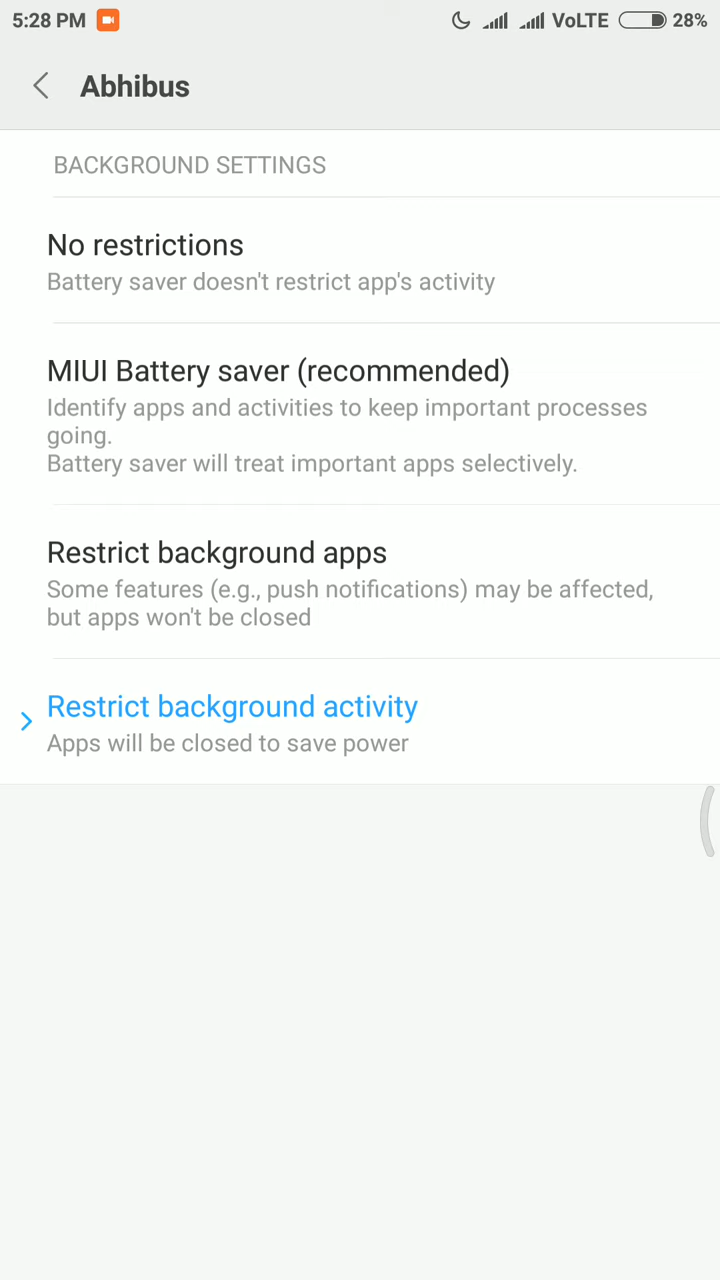 5:28 PM VoLTE 28%
Abhibus
BACKGROUND SETTINGS
No restrictions
Battery saver doesn't restrict app's activity
MIUI Battery saver (recommended)
Identify apps and activities to keep important processes
going.
Battery saver will treat important apps selectively.
Restrict background apps
Some features (e.g., push notifications) may be affected,
but apps won't be closed
Restrict background activity
Apps will be closed to save power